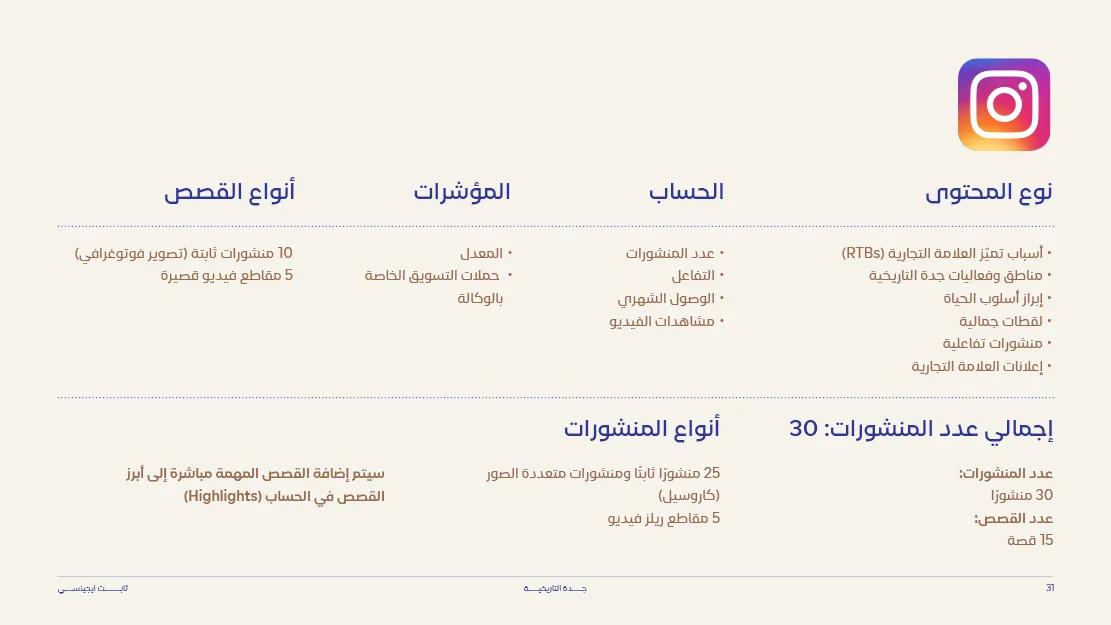 نوع المحتوى
• أسباب تميّز العلامة التجارية (RTBs)
• مناطق وفعاليات جدة التاريخية
• إبراز أسلوب الحياة
• لقطات جمالية
• منشورات تفاعلية
• إعلانات العلامة التجارية
الحساب
• عدد المنشورات
• التفاعل
• الوصول الشهري
• مشاهدات الفيديو
المؤشرات
• المعدل
• حملات التسويق الخاصة
بالوكالة
أنواع القصص
10 منشورات ثابتة (تصوير فوتوغرافي)
5 مقاطع فيديو قصيرة
إجمالي عدد المنشورات: 30
عدد المنشورات:
30 منشورًا
عدد القصص:
15 قصة
أنواع المنشورات
25 منشورًا ثابتًا ومنشورات متعددة الصور
(كاروسيل)
5 مقاطع ريلز فيديو
سيتم إضافة القصص المهمة مباشرة إلى أبرز
القصص في الحساب (Highlights)
31
جـــدة التاريخيـــة
ثابـــت ايجينســـي